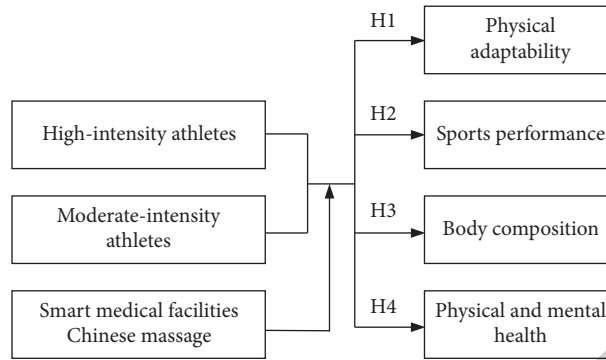 H1
Physical
adaptability
High-intensity athletes
H2
Sports performance
Moderate-intensity
athletes
H3
Body composition
Smart medical facilities
Chinese massage
H4
Physical and mental
health